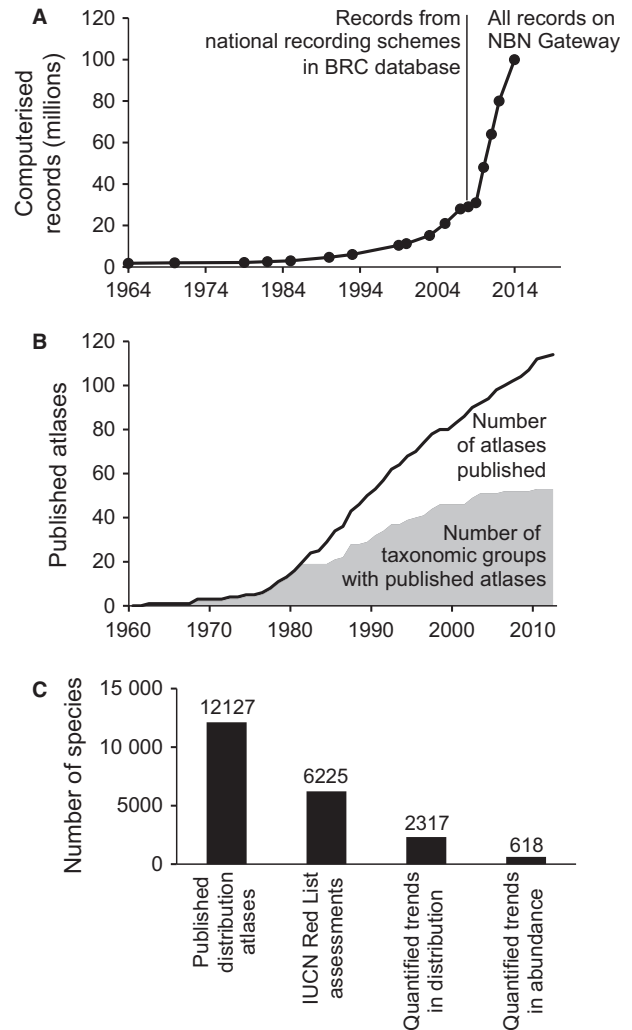 A
Computerised
records (millions)
120
100
80
60
40
20
0
Records from
national recording schemes
in BRC database
All records on
NBN Gateway
1964 1974 1984 1994 2004 2014
B
Published atlases
120
100
80
60
40
20
0
Number
of atlases
published
Number of
taxonomic groups
with published atlases
1960 1970 1980 1990 2000 2010
C
Number of species
15 000
10 000
5000
0
12127
6225
2317
618
Published
distribution
atlases
IUCN Red List
assessments
Quantified trends
in distribution
Quantified trends
in abundance